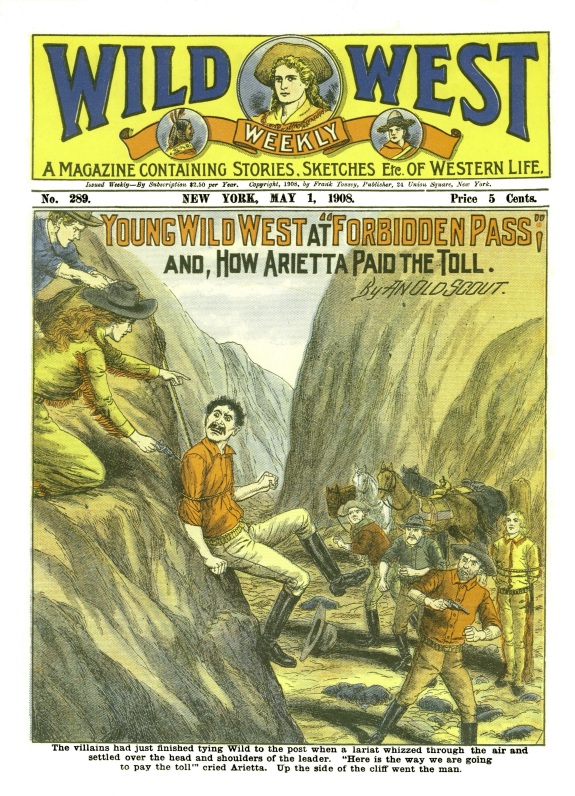 WILD WEST
WEEKLY
A MAGAZINE CONTAINING STORIES, SKETCHES Etc. OF WESTERN LIFE.
Issued Weekly—By Subscription $2.50 per Year. Copyright, 1908, by Frank Tousey, Publisher, 24 Union Square, New York.
No. 289. NEW YORK, MAY 1, 1908. Price 5 Cents.
YOUNG WILD WEST AT "FORBIDDEN PASS";
AND, HOW ARIETTA PAID THE TOLL.
By AN OLD SCOUT.
The villains had just finished tying Wild to the post when a lariat whizzed through the air and
settled over the head and shoulders of the leader. "Here is the way we are going
to pay the toll'" cried Arietta. Up the side of the cliff went the man.